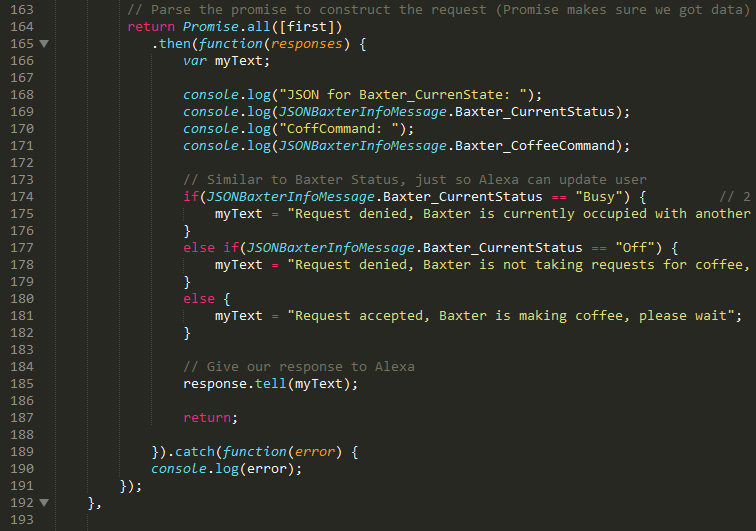 163 // Parse the promise to construct the request (Promise makes sure we got data)
164 return Promise.all([first])
165 .then(function(responses) {
166 var myText;
167
168 console.log("JSON for Baxter_CurrenState: ");
169 console.log(JSONBaxterInfoMessage.Baxter_CurrentStatus);
170 console.log("CoffCommand: ");
171 console.log(JSONBaxterInfoMessage.Baxter_CoffeeCommand);
172
173 // Similar to Baxter Status, just so Alexa can update user
174 if(JSONBaxterInfoMessage.Baxter_CurrentStatus == "Busy") { // 2
175 myText = "Request denied, Baxter is currently occupied with another
176 }
177 else if(JSONBaxterInfoMessage.Baxter_CurrentStatus == "Off") {
178 myText = "Request denied, Baxter is not taking requests for coffee,
179 }
180 else {
181 myText = "Request accepted, Baxter is making coffee, please wait";
182 }
183
184 // Give our response to Alexa
185 response.tell(myText);
186
187 return;
188
189 }).catch(function(error) {
190 console.log(error);
191 });
192 },
193